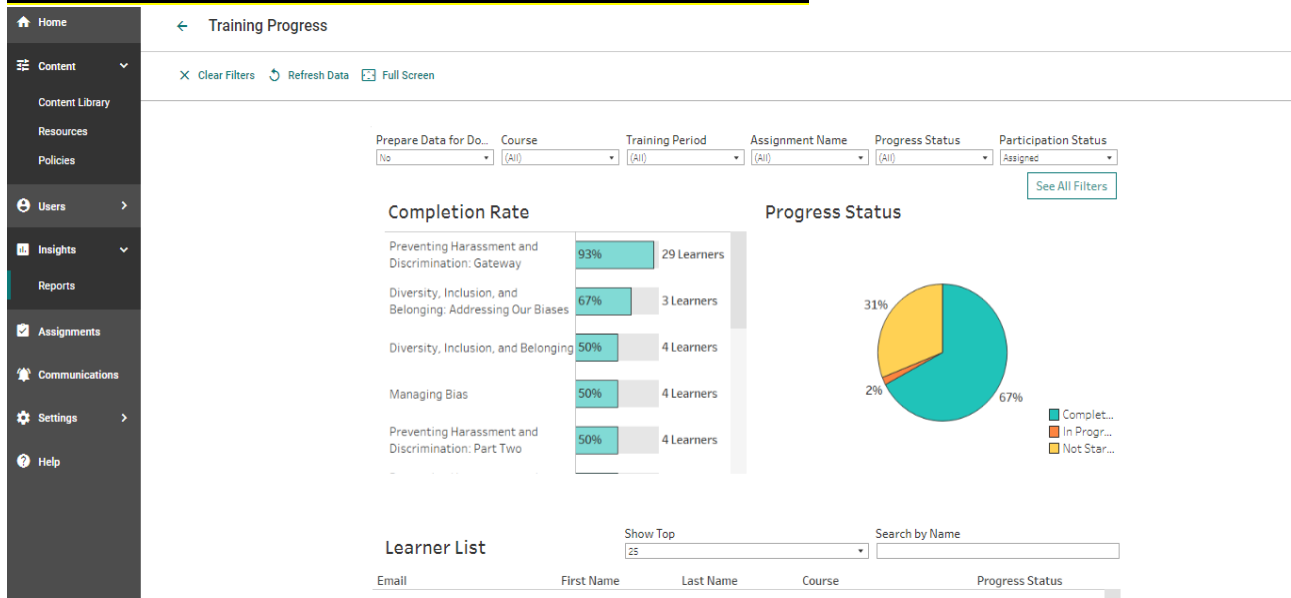 Home
Training Progress
Content
Clear Filters
Refresh Data
Full Screen
Content Library
Resources
Policies
Users
Insights
Reports
Assignments
Communications
Settings
Help
Prepare Data for Do... Course Training Period Assignment Name Progress Status Participation Status
No (All) (All) (All) (All) Assigned
See All Filters
Completion Rate
Preventing Harassment and
Discrimination: Gateway
93% 29 Learners
Diversity, Inclusion, and
Belonging: Addressing Our Biases
67% 3 Learners
Diversity, Inclusion, and Belonging 50% 4 Learners
Managing Bias 50% 4 Learners
Preventing Harassment and
Discrimination: Part Two
50% 4 Learners
Progress Status
31%
2%
67%
Complet...
In Progr...
Not Star...
Learner List
Show Top
25
Search by Name
Email First Name Last Name Course Progress Status